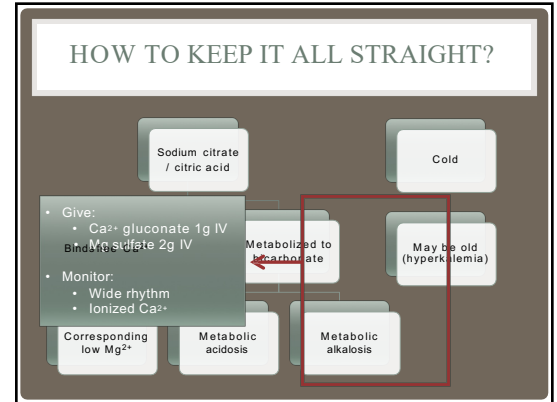 HOW TO KEEP IT ALL STRAIGHT?
Sodium citrate
/ citric acid
Cold
• Give:
• Ca²⁺ gluconate 1g IV
• Mg sulfate 2g IV
• Monitor:
• Wide rhythm
• Ionized Ca²⁺
Metabolized to
bicarbonate
May be old
(hyperkalemia)
Corresponding
low Mg²⁺
Metabolic
acidosis
Metabolic
alkalosis